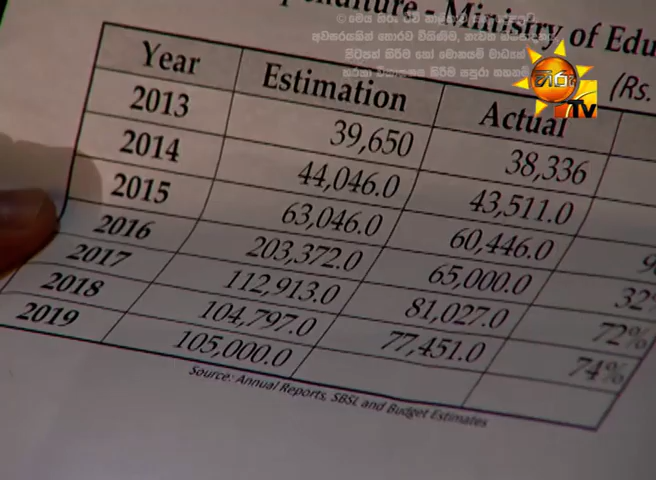 Expenditure - Ministry of Edu
(Rs.
හිරු
TV
Year Estimation Actual
2013 39,650 38,336
2014 44,046.0 43,511.0
2015 63,046.0 60,446.0
2016 203,372.0 65,000.0 32%
2017 112,913.0 81,027.0 72%
2018 104,797.0 77,451.0 74%
2019 105,000.0
Source: Annual Reports, SBSL and Budget Estimates